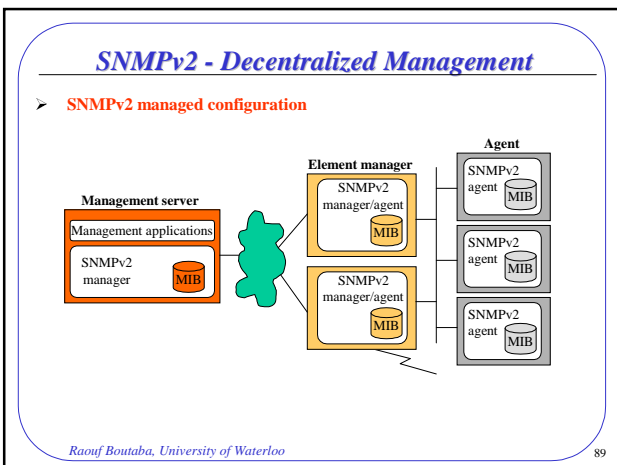 SNMPv2 - Decentralized Management
➢ SNMPv2 managed configuration
Management server
Management applications
SNMPv2
manager
MIB
Element manager
SNMPv2
manager/agent
MIB
SNMPv2
manager/agent
MIB
Agent
SNMPv2
agent
MIB
SNMPv2
agent
MIB
SNMPv2
agent
MIB
Raouf Boutaba, University of Waterloo
89